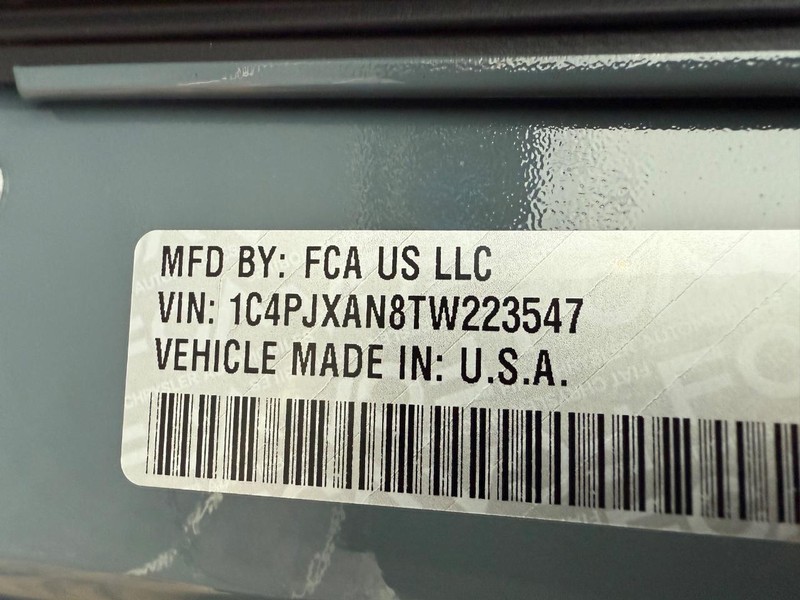 MFD BY: FCA US LLC
VIN: 1C4PJXAN8TW223547
VEHICLE MADE IN: U.S.A.